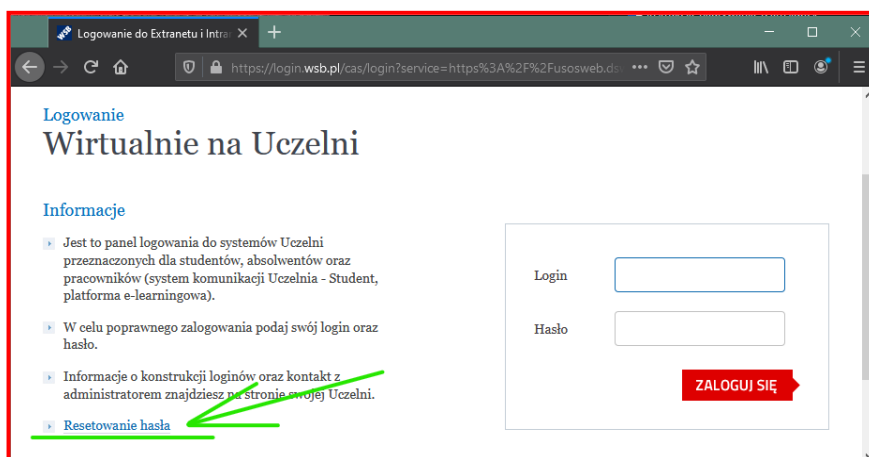 Logowanie do Extranetu i Intran
https://login.wsb.pl/cas/login?service=https%3A%2F%2Fusosweb.ds
Logowanie
Wirtualnie na Uczelni
Informacje
Jest to panel logowania do systemów Uczelni
przeznaczonych dla studentów, absolwentów oraz
pracowników (system komunikacji Uczelnia - Student,
platforma e-learningowa).
W celu poprawnego zalogowania podaj swój login oraz
hasło.
Informacje o konstrukcji loginów oraz kontakt z
administratorem znajdziesz na stronie swojej Uczelni.
Resetowanie hasła
Login
Hasło
ZALOGUJ SIĘ